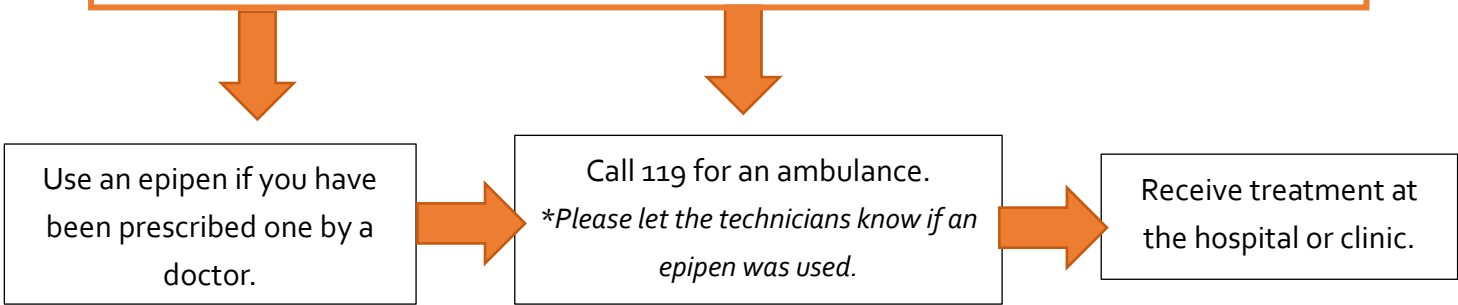 Use an epipen if you have
been prescribed one by a
doctor.
Call 119 for an ambulance.
*Please let the technicians know if an
epipen was used.
Receive treatment at
the hospital or clinic.